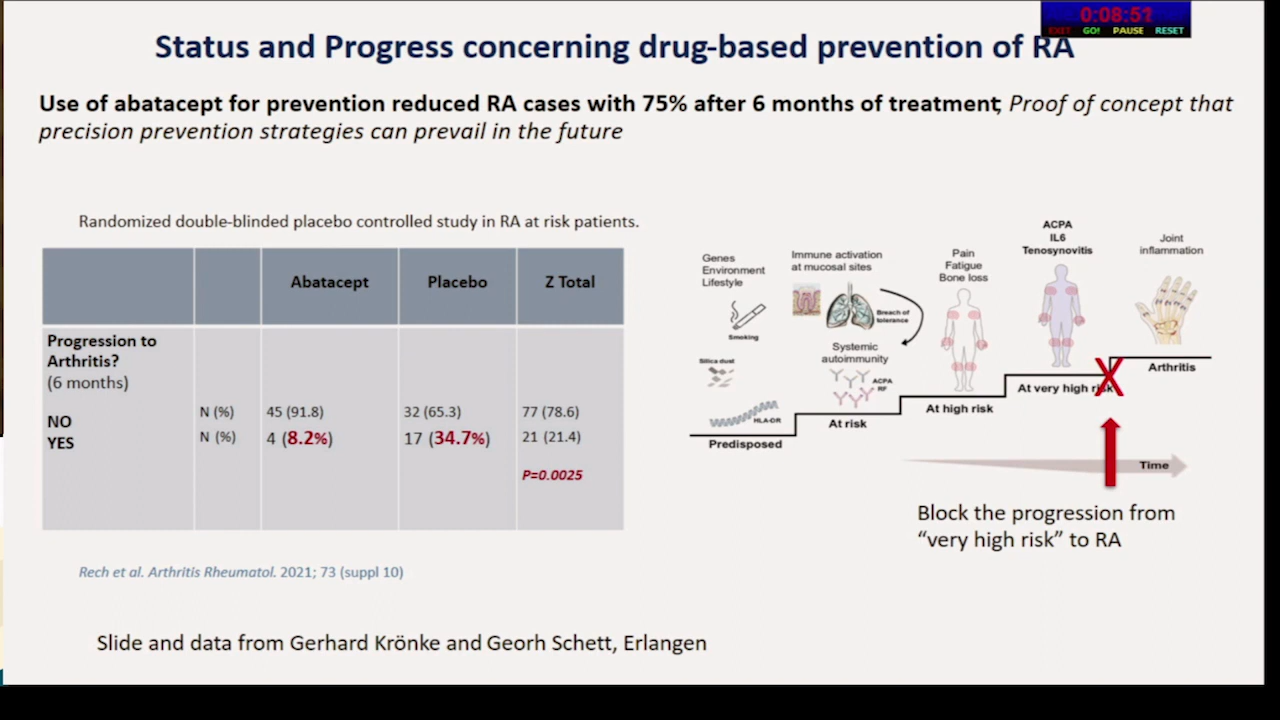 0:08:51
EXIT GO! PAUSE RESET
Status and Progress concerning drug-based prevention of RA
Use of abatacept for prevention reduced RA cases with 75% after 6 months of treatment; Proof of concept that
precision prevention strategies can prevail in the future
Randomized double-blinded placebo controlled study in RA at risk patients.
Abatacept Placebo Z Total
Progression to
Arthritis?
(6 months)
NO N (%) 45 (91.8) 32 (65.3) 77 (78.6)
YES N (%) 4 (8.2%) 17 (34.7%) 21 (21.4)
P=0.0025
Rech et al. Arthritis Rheumatol. 2021; 73 (suppl 10)
Slide and data from Gerhard Krönke and Georh Schett, Erlangen
Genes
Environment
Lifestyle
Smoking
Silica dust
HLA-DR
Predisposed
Immune activation
at mucosal sites
Breach of
tolerance
Systemic
autoimmunity
ACPA
RF
At risk
Pain
Fatigue
Bone loss
At high risk
ACPA
IL6
Tenosynovitis
At very high risk
X
Joint
inflammation
Arthritis
Time
Block the progression from
“very high risk” to RA